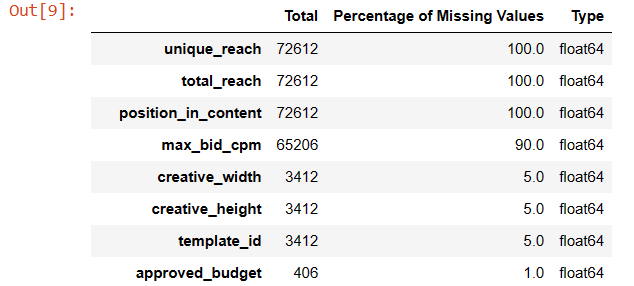 Out[9]:
Total Percentage of Missing Values Type
unique_reach 72612 100.0 float64
total_reach 72612 100.0 float64
position_in_content 72612 100.0 float64
max_bid_cpm 65206 90.0 float64
creative_width 3412 5.0 float64
creative_height 3412 5.0 float64
template_id 3412 5.0 float64
approved_budget 406 1.0 float64